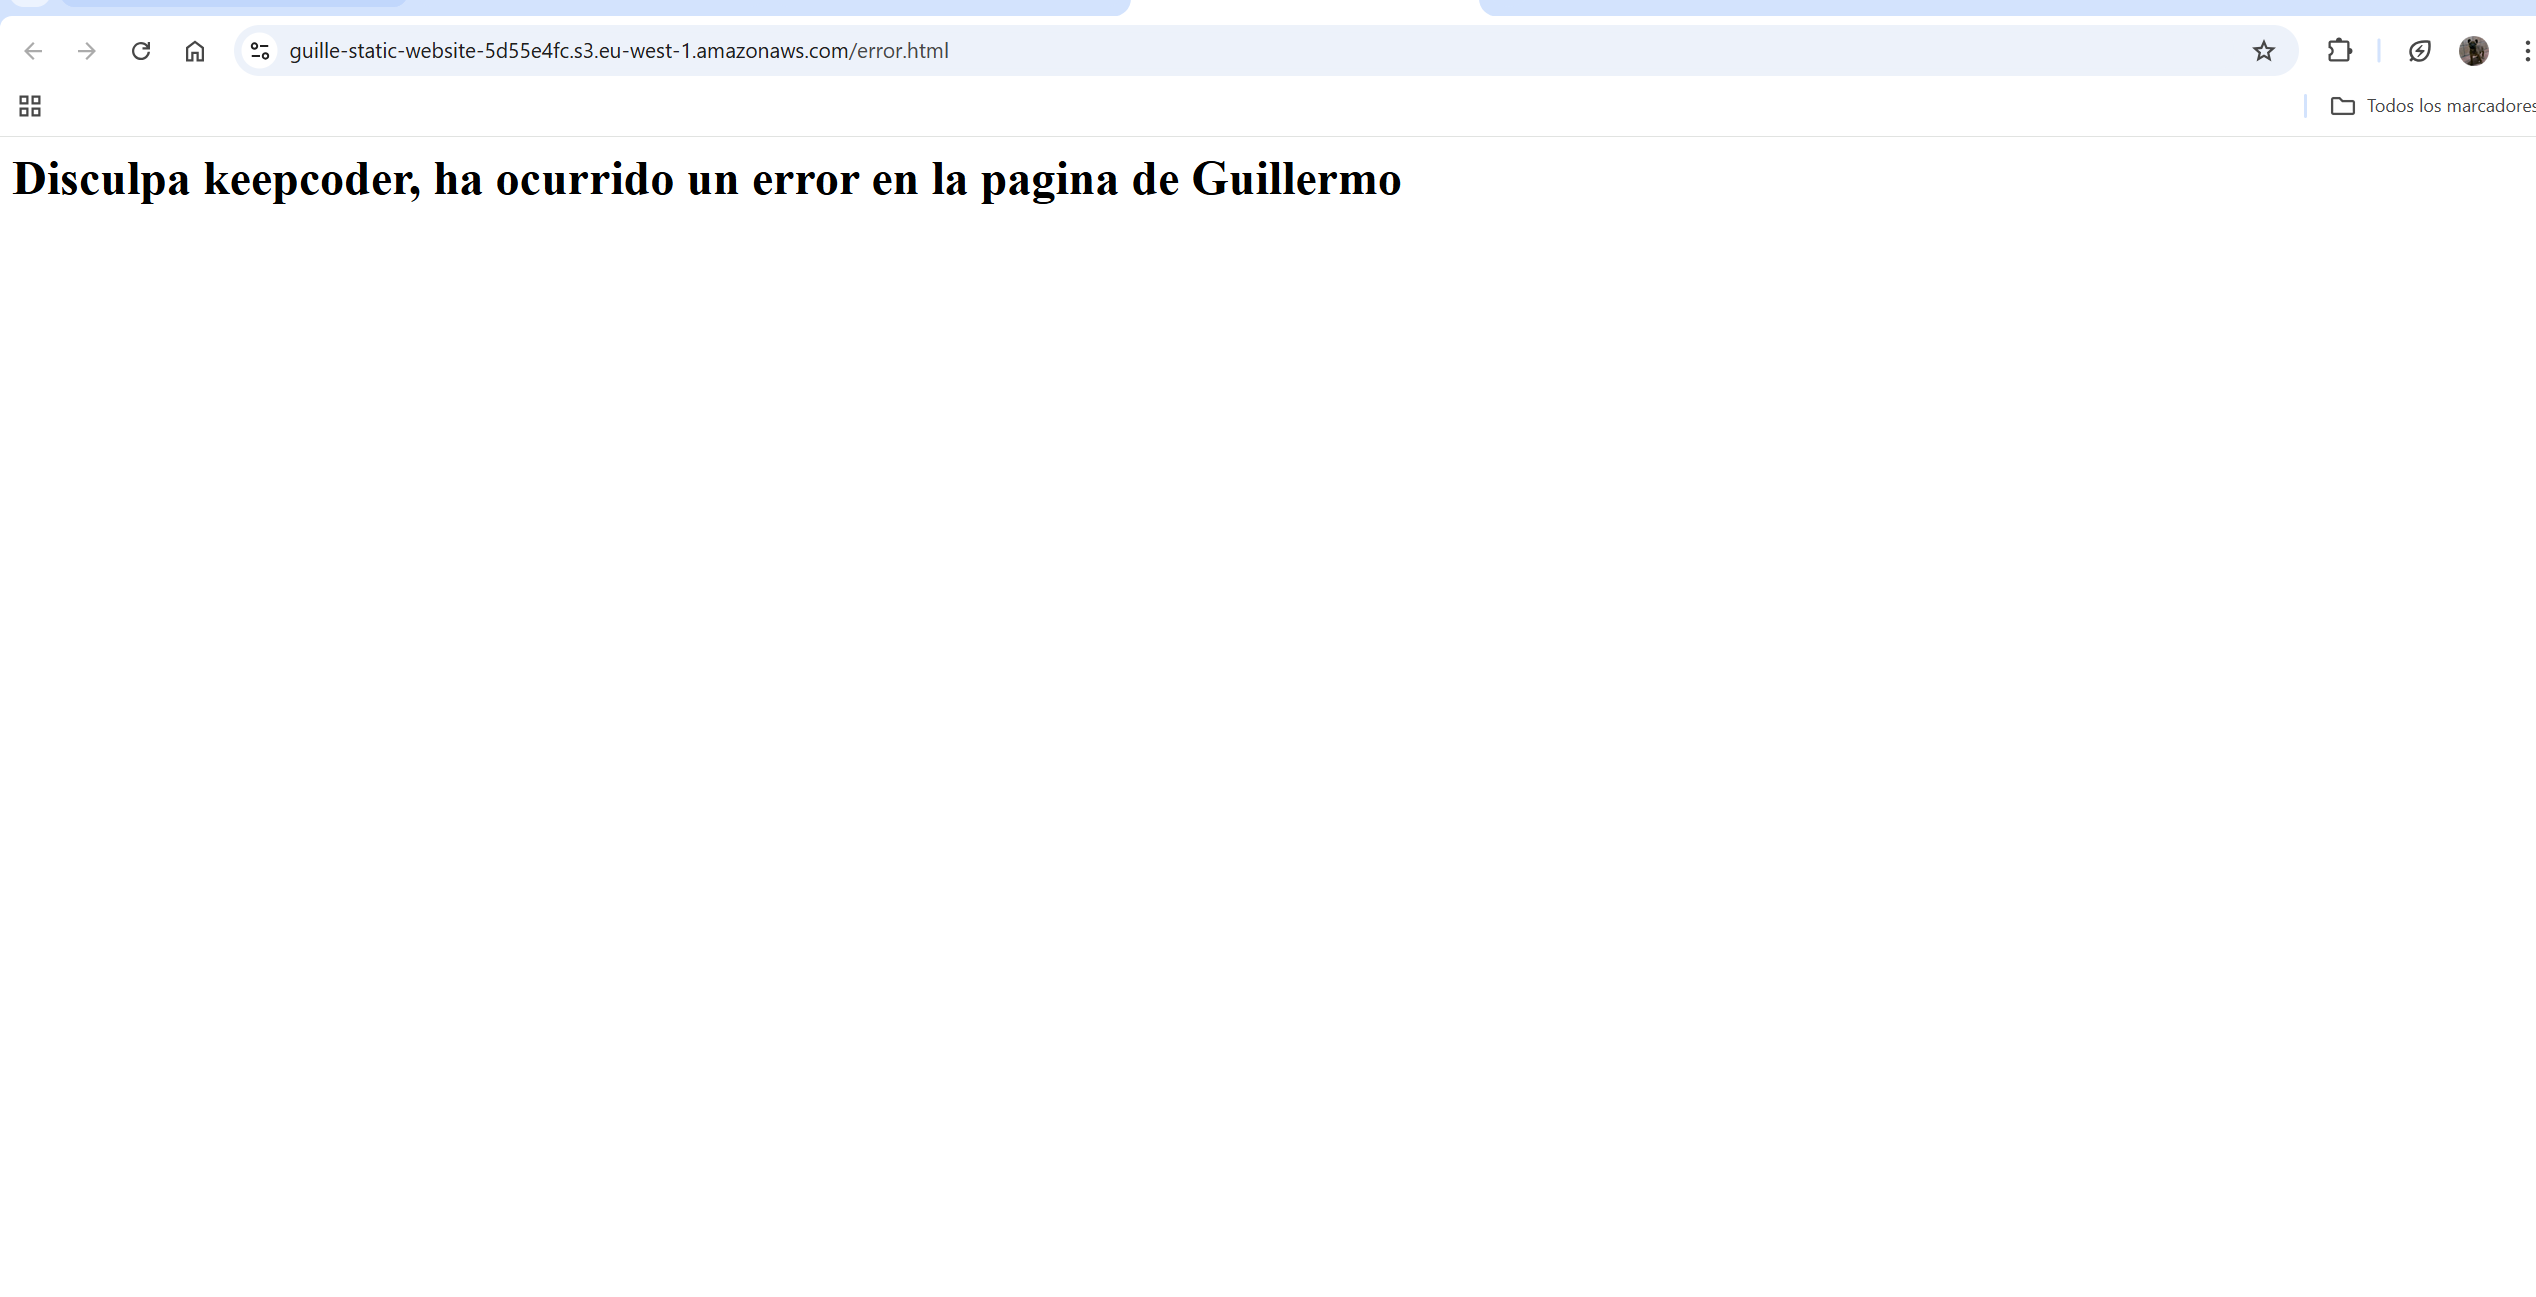 guille-static-website-5d55e4fc.s3.eu-west-1.amazonaws.com/error.html
Todos los marcadores
Disculpa keepcoder, ha ocurrido un error en la pagina de Guillermo